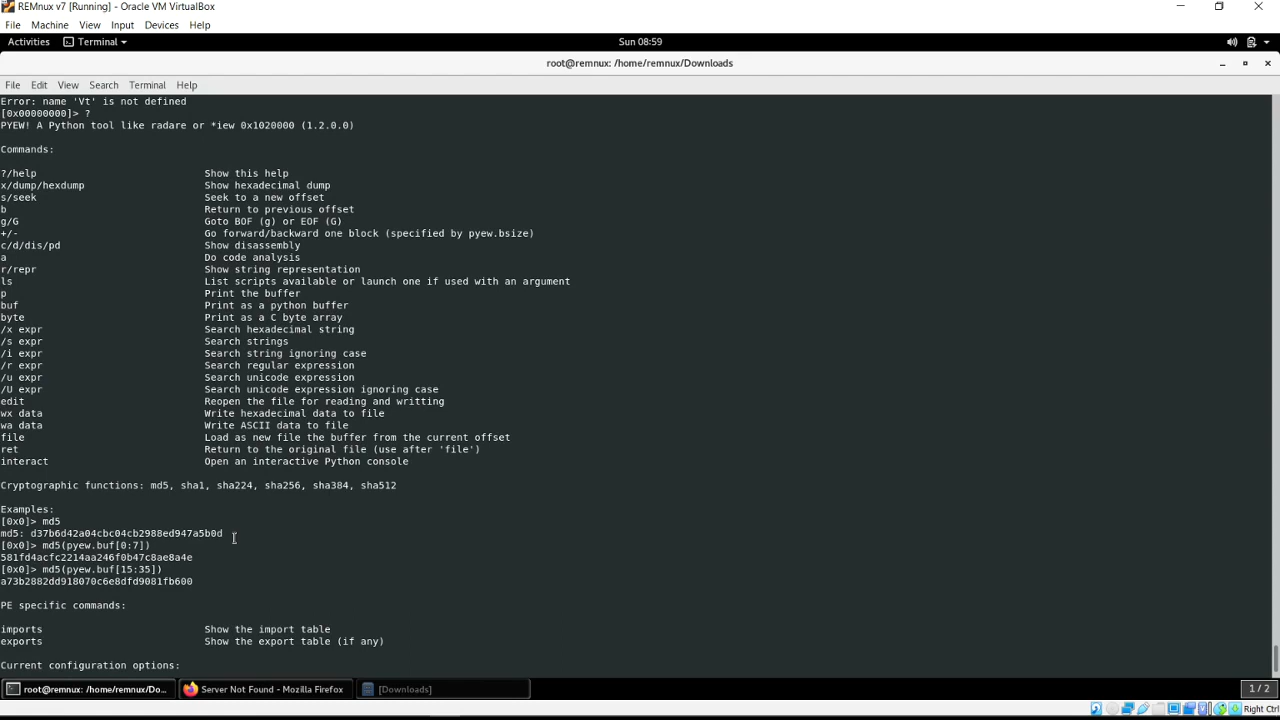 REMnux v7 [Running] - Oracle VM VirtualBox
File Machine View Input Devices Help
Activities Terminal Sun 08:59
root@remnux: /home/remnux/Downloads
File Edit View Search Terminal Help
Error: name 'Vt' is not defined
[0x00000000]> ?
PYEW! A Python tool like radare or *iew 0x1020000 (1.2.0.0)
Commands:
?/help Show this help
x/dump/hexdump Show hexadecimal dump
s/seek Seek to a new offset
b Return to previous offset
g/G Goto BOF (g) or EOF (G)
+/- Go forward/backward one block (specified by pyew.bsize)
c/d/dis/pd Show disassembly
a Do code analysis
r/repr Show string representation
ls List scripts available or launch one if used with an argument
p Print the buffer
buf Print as a python buffer
byte Print as a C byte array
/x expr Search hexadecimal string
/s expr Search strings
/i expr Search string ignoring case
/r expr Search regular expression
/u expr Search unicode expression
/U expr Search unicode expression ignoring case
edit Reopen the file for reading and writting
wx data Write hexadecimal data to file
wa data Write ASCII data to file
file Load as new file the buffer from the current offset
ret Return to the original file (use after 'file')
interact Open an interactive Python console
Cryptographic functions: md5, sha1, sha224, sha256, sha384, sha512
Examples:
[0x0]> md5
md5: d37b6d42a04cbc04cb2988ed947a5b0d
[0x0]> md5(pyew.buf[0:7])
581fd4acfc2214aa246f0b47c8ae8a4e
[0x0]> md5(pyew.buf[15:35])
a73b2882dd918070c6e8dfd9081fb600
PE specific commands:
imports Show the import table
exports Show the export table (if any)
Current configuration options:
root@remnux: /home/remnux/Do... Server Not Found - Mozilla Firefox [Downloads] 1 / 2
Right Ctrl